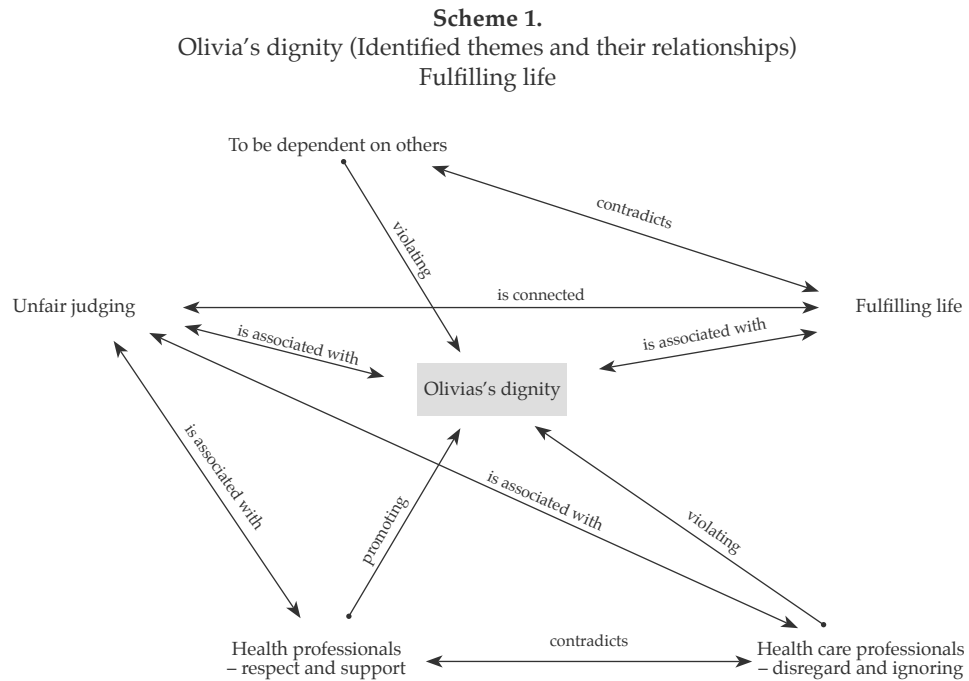 Scheme 1.
Olivia's dignity (Identified themes and their relationships)
Fulfilling life
To be dependent on others
contradicts
violating
Unfair judging
is connected
Fulfilling life
is associated with
is associated with
Olivias's dignity
is associated with
is associated with
promoting
violating
Health professionals
– respect and support
contradicts
Health care professionals
– disregard and ignoring